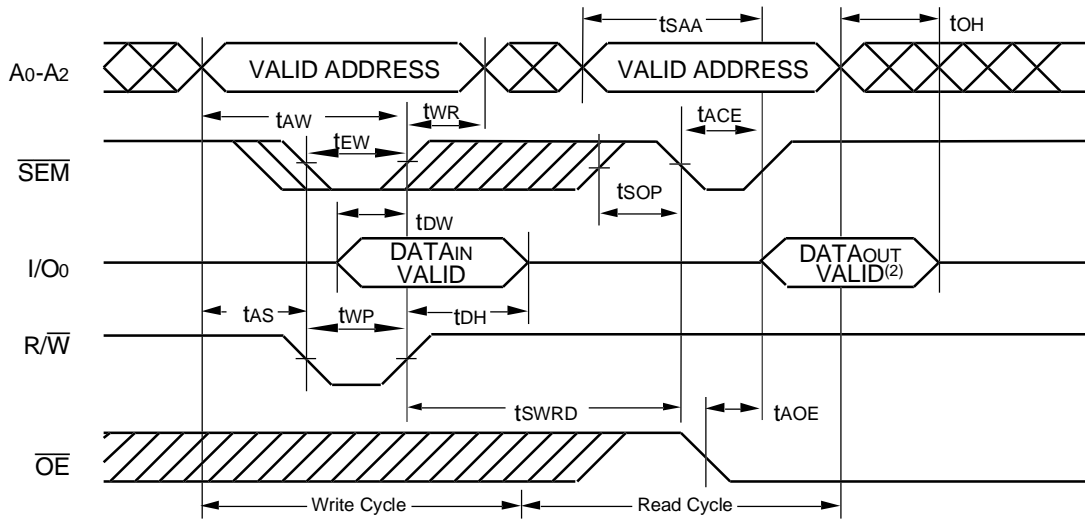 tSAA
tOH
A0-A2
VALID ADDRESS
VALID ADDRESS
tAW
tWR
tACE
tEW
SEM
tSOP
tDW
I/O0
DATAIN
VALID
DATAOUT
VALID(2)
tAS
tWP
tDH
R/W
tSWRD
tAOE
OE
Write Cycle
Read Cycle